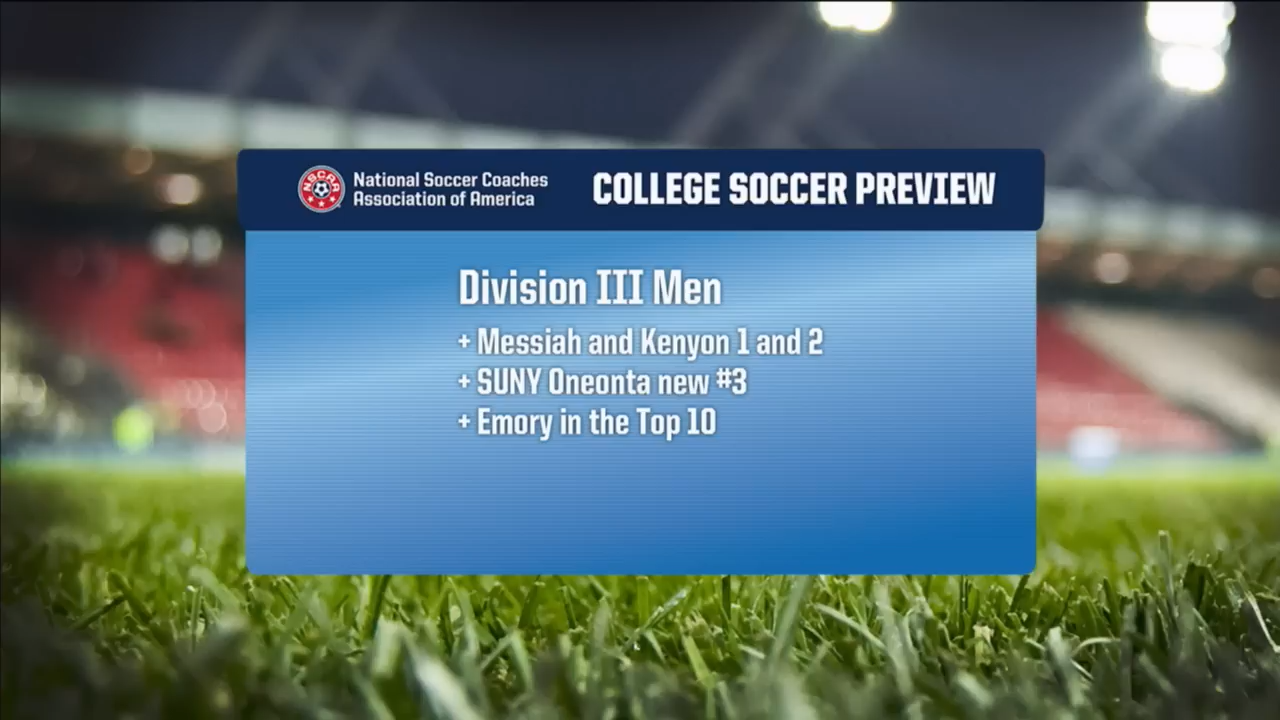 NSCAA
National Soccer Coaches
Association of America
COLLEGE SOCCER PREVIEW
Division III Men
+ Messiah and Kenyon 1 and 2
+ SUNY Oneonta new #3
+ Emory in the Top 10